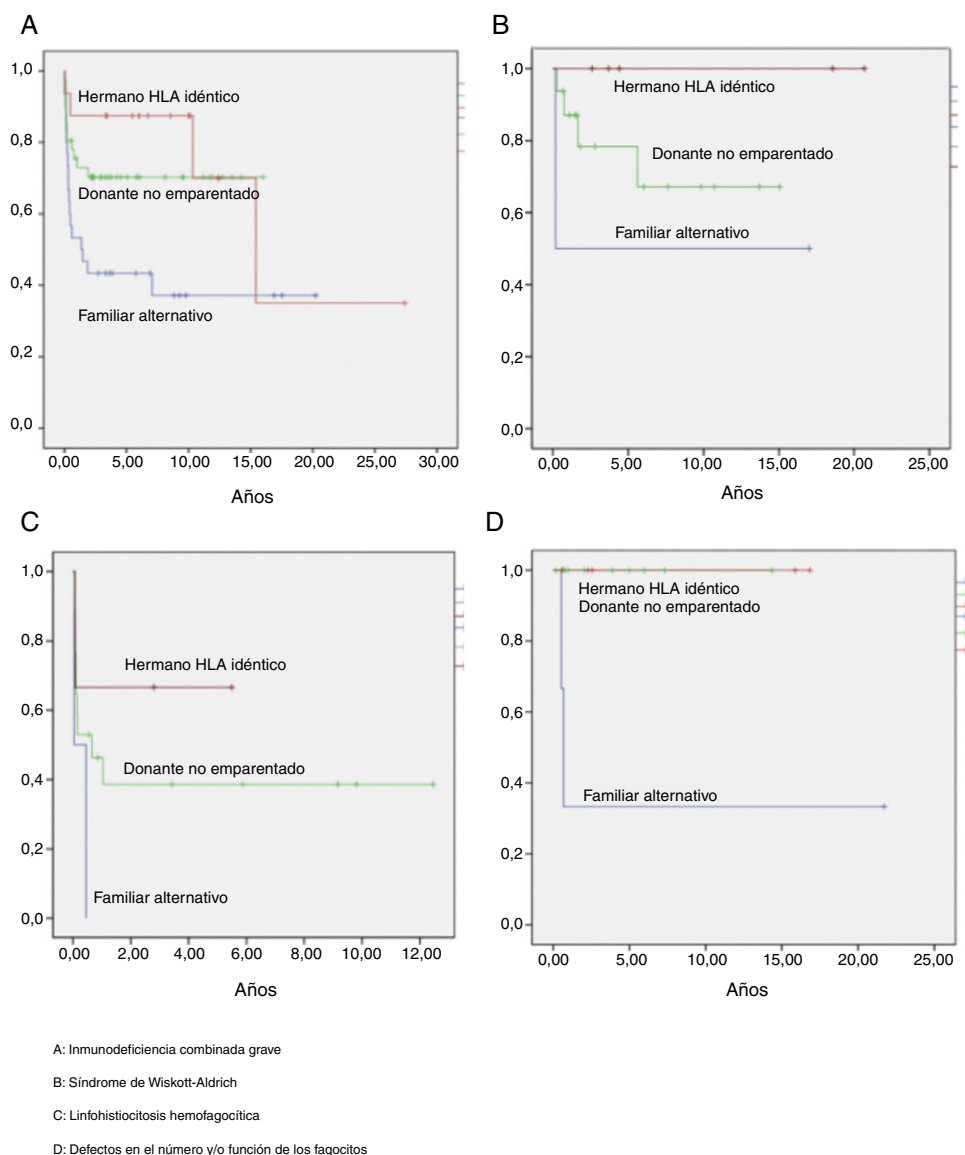 A
1,0
0,8
0,6
0,4
0,2
0,0
Hermano HLA idéntico
Donante no emparentado
Familiar alternativo
0,00 5,00 10,00 15,00 20,00 25,00 30,00
Años
B
1,0
0,8
0,6
0,4
0,2
0,0
Hermano HLA idéntico
Donante no emparentado
Familiar alternativo
0,00 5,00 10,00 15,00 20,00 25,00
Años
C
1,0
0,8
0,6
0,4
0,2
0,0
Hermano HLA idéntico
Donante no emparentado
Familiar alternativo
0,00 2,00 4,00 6,00 8,00 10,00 12,00
Años
D
1,0
0,8
0,6
0,4
0,2
0,0
Hermano HLA idéntico
Donante no emparentado
Familiar alternativo
0,00 5,00 10,00 15,00 20,00 25,00
Años
A: Inmunodeficiencia combinada grave
B: Síndrome de Wiskott-Aldrich
C: Linfohistiocitosis hemofagocítica
D: Defectos en el número y/o función de los fagocitos